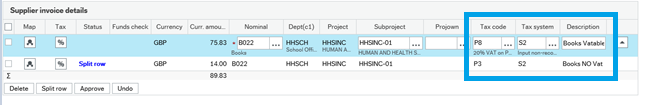 Supplier invoice details
Map Tax Status Funds check Currency Curr. amou... Nominal Dept(c1) Project Subproject Projown Tax code Tax system Description
% GBP 75.83 B022 ... HHSCH HHSINC HHSINC-01 ... ... P8 ... S2 ... Books Vatable
Books School Offi... HUMAN A... HUMAN AND HEALTH S... 20% VAT on P... Input non-reco...
% Split row GBP 14.00 B022 HHSCH HHSINC HHSINC-01 P3 S2 Books NO Vat
Σ 89.83
Delete Split row Approve Undo